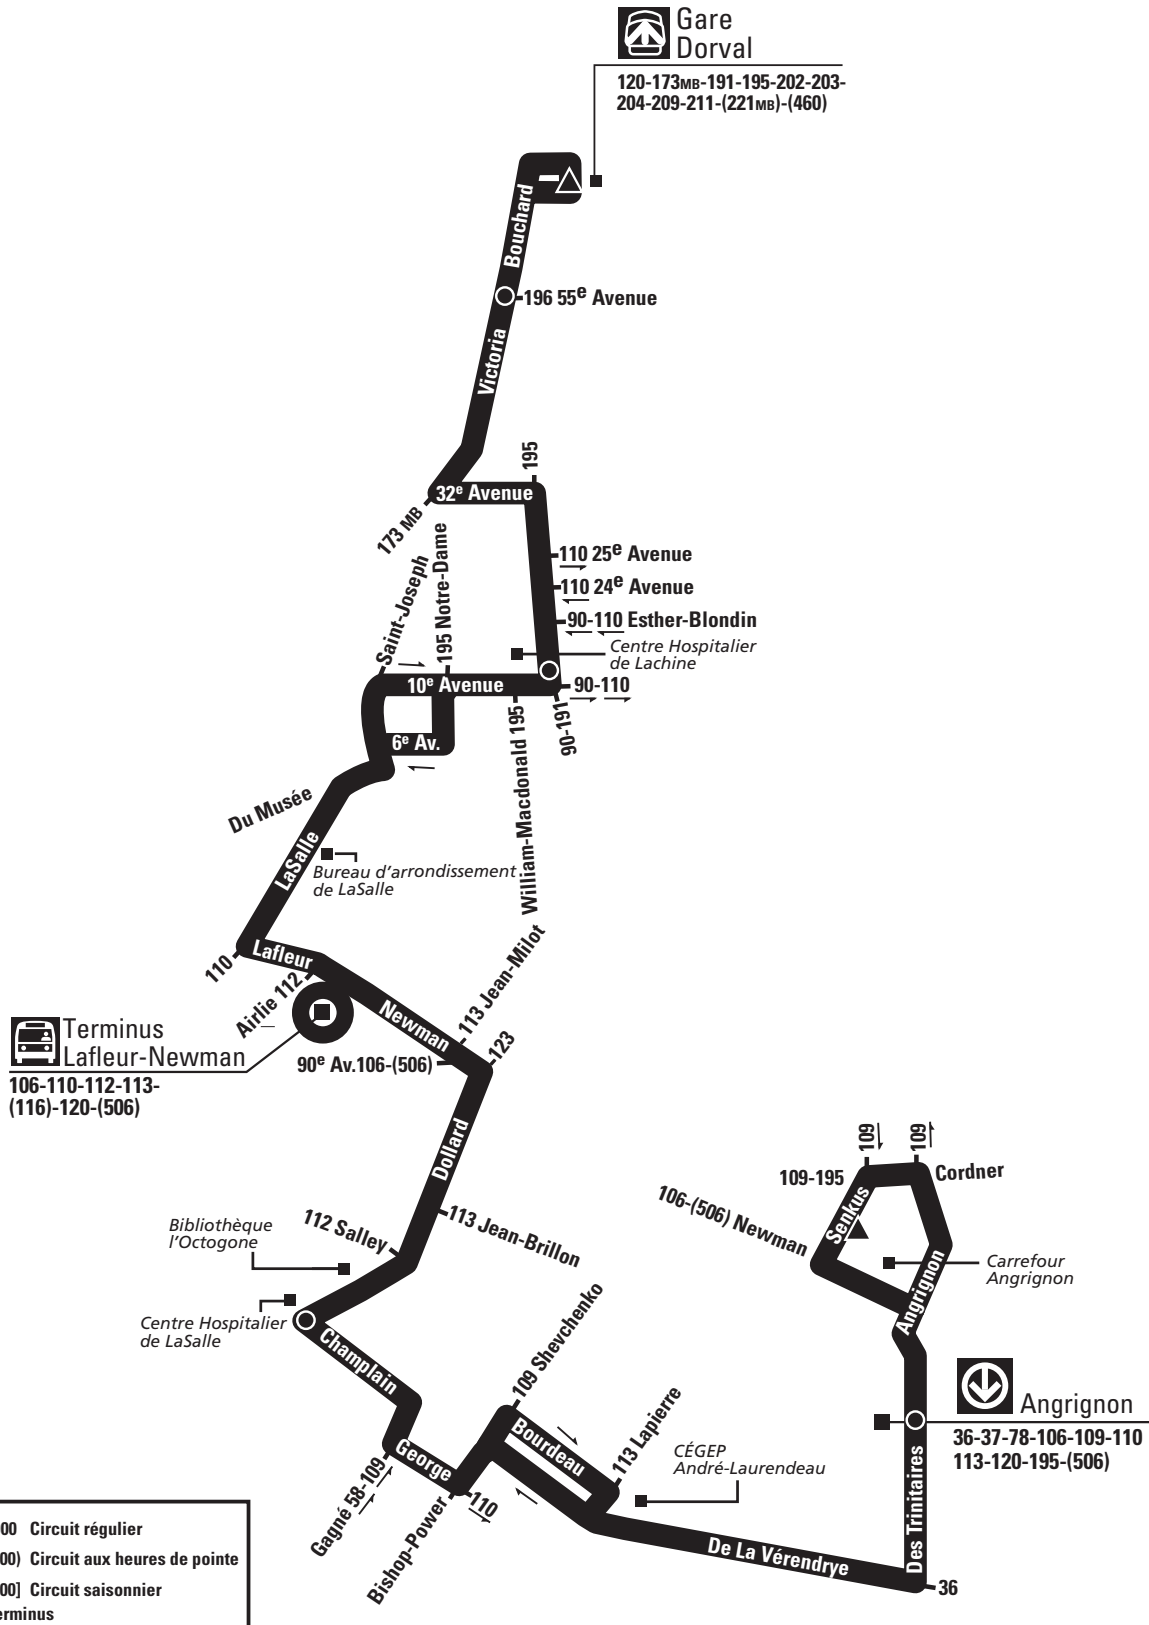 Gare
Dorval
120-173MB-191-195-202-203-
204-209-211-(221MB)-(460)
Bouchard
196 55e Avenue
Victoria
195
32e Avenue
173 MB
Saint-Joseph
195 Notre-Dame
110 25e Avenue
110 24e Avenue
90-110 Esther-Blondin
Centre Hospitalier
de Lachine
10e Avenue
90-110
90-191
6e Av.
William-Macdonald 195
Du Musée
LaSalle
Bureau d'arrondissement
de LaSalle
110
Lafleur
Airlie 112
Newman
113 Jean-Milot
123
90e Av.106-(506)
Terminus
Lafleur-Newman
106-110-112-113-
(116)-120-(506)
Dollard
109
109
109-195
Cordner
Senkus
106-(506) Newman
Carrefour
Angrignon
Angrignon
112 Salley
113 Jean-Brillon
Bibliothèque
l'Octogone
Centre Hospitalier
de LaSalle
Champlain
109 Shevchenko
Bourdeau
113 Lapierre
George
Gagné 58-109
110
Bishop-Power
CÉGEP
André-Laurendeau
Angrignon
36-37-78-106-109-110
113-120-195-(506)
Des Trinitaires
De La Vérendrye
36
00 Circuit régulier
00) Circuit aux heures de pointe
00] Circuit saisonnier
erminus